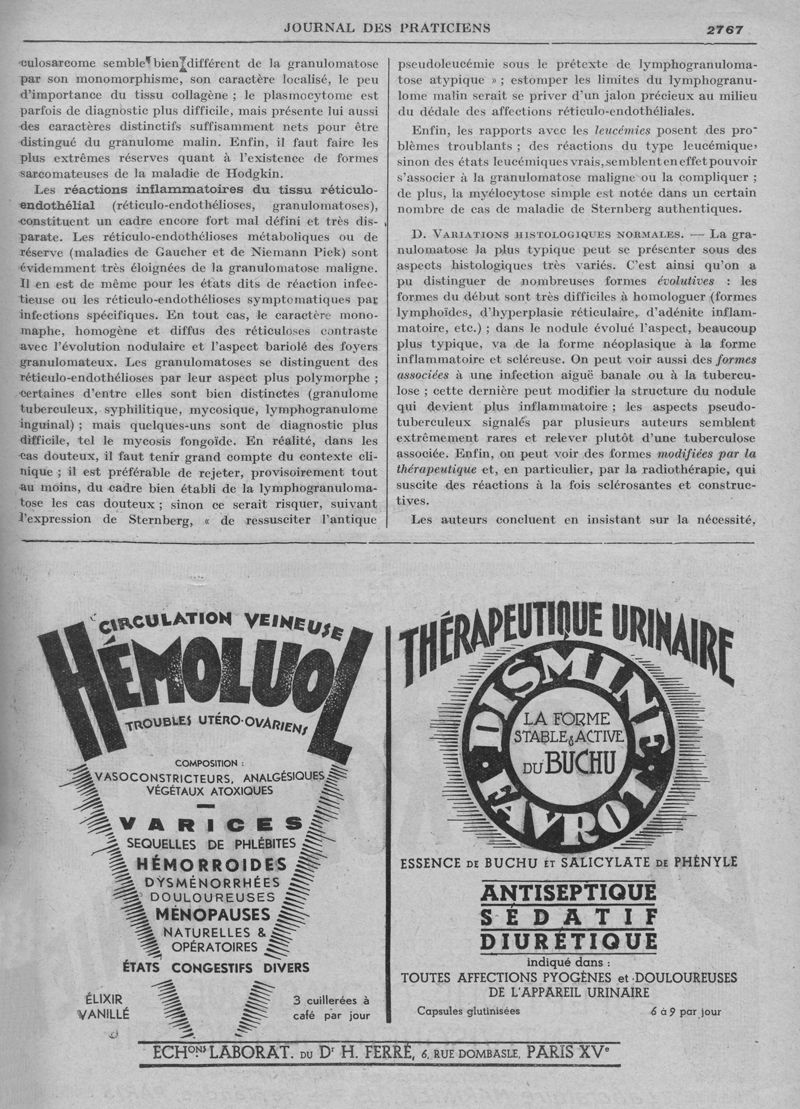 JOURNAL DES PRATICIENS 2767
culosarcome semble bien différent de la granulomatose
par son monomorphisme, son caractère localisé, le peu
d'importance du tissu collagène ; le plasmocytome est
parfois de diagnostic plus difficile, mais présente lui aussi
des caractères distinctifs suffisamment nets pour être
distingué du granulome malin. Enfin, il faut faire les
plus extrêmes réserves quant à l'existence de formes
sarcomateuses de la maladie de Hodgkin.
Les réactions inflammatoires du tissu réticulo-
endothélial (réticulo-endothélioses, granulomatoses),
constituent un cadre encore fort mal défini et très dis-
parate. Les réticulo-endothélioses métaboliques ou de
réserve (maladies de Gaucher et de Niemann Pick) sont
évidemment très éloignées de la granulomatose maligne.
Il en est de même pour les états dits de réaction infec-
tieuse ou les réticulo-endothélioses symptomatiques par
infections spécifiques. En tout cas, le caractère mono-
maphe, homogène et diffus des réticuloses contraste
avec l'évolution nodulaire et l'aspect bariolé des foyers
granulomateux. Les granulomatoses se distinguent des
réticulo-endothélioses par leur aspect plus polymorphe ;
certaines d'entre elles sont bien distinctes (granulome
tuberculeux, syphilitique, mycosique, lymphogranulome
inguinal) ; mais quelques-uns sont de diagnostic plus
difficile, tel le mycosis fongoïde. En réalité, dans les
cas douteux, il faut tenir grand compte du contexte cli-
nique ; il est préférable de rejeter, provisoirement tout
au moins, du cadre bien établi de la lymphogranuloma-
tose les cas douteux ; sinon ce serait risquer, suivant
l'expression de Sternberg, « de ressusciter l'antique
pseudoleucémie sous le prétexte de lymphogranuloma-
tose atypique » ; estomper les limites du lymphogranu-
lome malin serait se priver d'un jalon précieux au milieu
du dédale des affections réticulo-endothéliales.
Enfin, les rapports avec les leucémies posent des pro-
blèmes troublants ; des réactions du type leucémique,
sinon des états leucémiques vrais, semblent en effet pouvoir
s'associer à la granulomatose maligne ou la compliquer ;
de plus, la myélocytose simple est notée dans un certain
nombre de cas de maladie de Sternberg authentiques.
D. VARIATIONS HISTOLOGIQUES NORMALES. — La gra-
nulomatose la plus typique peut se présenter sous des
aspects histologiques très variés. C'est ainsi qu'on a
pu distinguer de nombreuses formes évolutives : les
formes du début sont très difficiles à homologuer (formes
lymphoïdes, d'hyperplasie réticulaire, d'adénite inflam-
matoire, etc.) ; dans le nodule évolué l'aspect, beaucoup
plus typique, va de la forme néoplasique à la forme
inflammatoire et scléreuse. On peut voir aussi des formes
associées à une infection aiguë banale ou à la tubercu-
lose ; cette dernière peut modifier la structure du nodule
qui devient plus inflammatoire ; les aspects pseudo-
tuberculeux signalés par plusieurs auteurs semblent
extrêmement rares et relever plutôt d'une tuberculose
associée. Enfin, on peut voir des formes modifiées par la
thérapeutique et, en particulier, par la radiothérapie, qui
suscite des réactions à la fois sclérosantes et construc-
tives.
Les auteurs concluent en insistant sur la nécessité,
CIRCULATION VEINEUSE
HÉMOLUOL
TROUBLES UTÉRO-OVARIENS
COMPOSITION :
VASOCONSTRICTEURS, ANALGÉSIQUES
VÉGÉTAUX ATOXIQUES
VARICES
SEQUELLES DE PHLÉBITES
HÉMORROIDES
DYSMÉNORRHÉES
DOULOUREUSES
MÉNOPAUSES
NATURELLES &
OPÉRATOIRES
ÉTATS CONGESTIFS DIVERS
ÉLIXIR
VANILLÉ
3 cuillerées à
café par jour
THÉRAPEUTIQUE URINAIRE
DISMINE
LA FORME
STABLE & ACTIVE
DU BUCHU
FAVROT
ESSENCE DE BUCHU ET SALICYLATE DE PHÉNYLE
ANTISEPTIQUE
SÉDATIF
DIURÉTIQUE
indiqué dans :
TOUTES AFFECTIONS PYOGÈNES et DOULOUREUSES
DE L'APPAREIL URINAIRE
Capsules glutinisées 6 à 9 par jour
ÉCHONS LABORAT. DU Dr H. FERRÉ, 6, RUE DOMBASLE, PARIS XVe